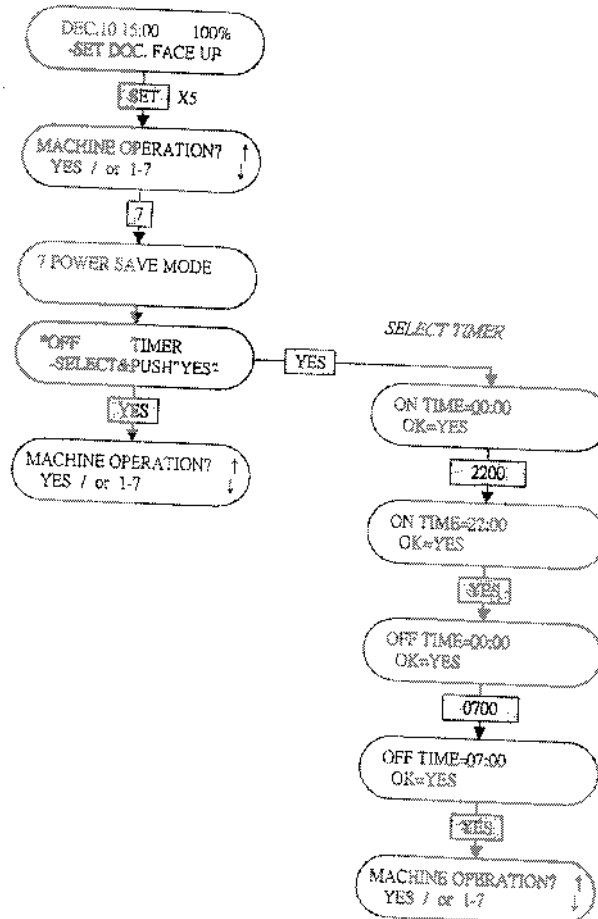 DEC.10 15:00 100%
-SET DOC. FACE UP
SET X5
MACHINE OPERATION? ↑
YES / or 1-7 ↓
7
7 POWER SAVE MODE
*OFF TIMER
-SELECT&PUSH"YES"
YES
YES
MACHINE OPERATION? ↑
YES / or 1-7 ↓
SELECT TIMER
ON TIME=00:00
OK=YES
2200
ON TIME=22:00
OK=YES
YES
OFF TIME=00:00
OK=YES
0700
OFF TIME=07:00
OK=YES
YES
MACHINE OPERATION? ↑
YES / or 1-7 ↓